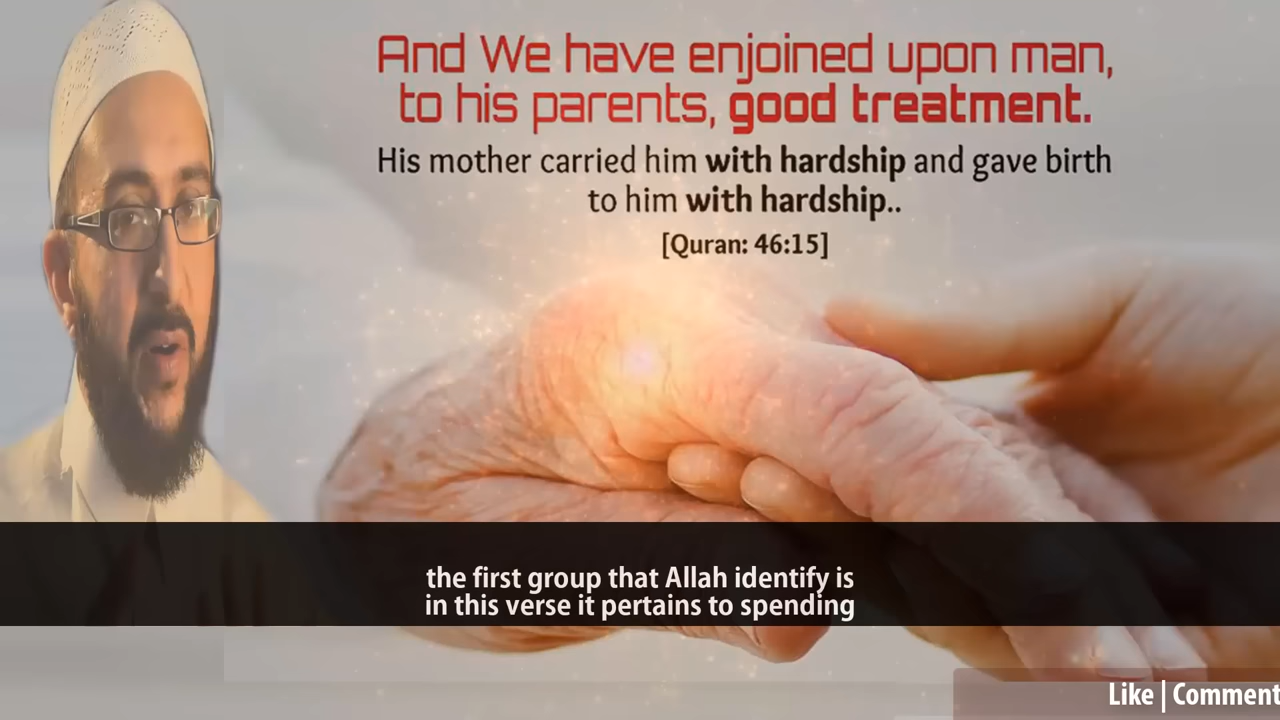 And We have enjoined upon man,
to his parents, good treatment.
His mother carried him with hardship and gave birth
to him with hardship..
[Quran: 46:15]
the first group that Allah identify is
in this verse it pertains to spending
Like | Comment